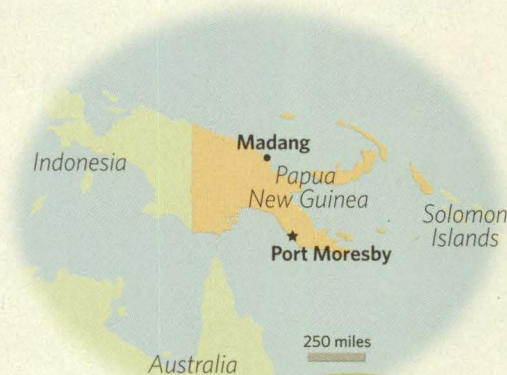 Madang
Indonesia
Papua
New Guinea
Solomon
Islands
Port Moresby
250 miles
Australia